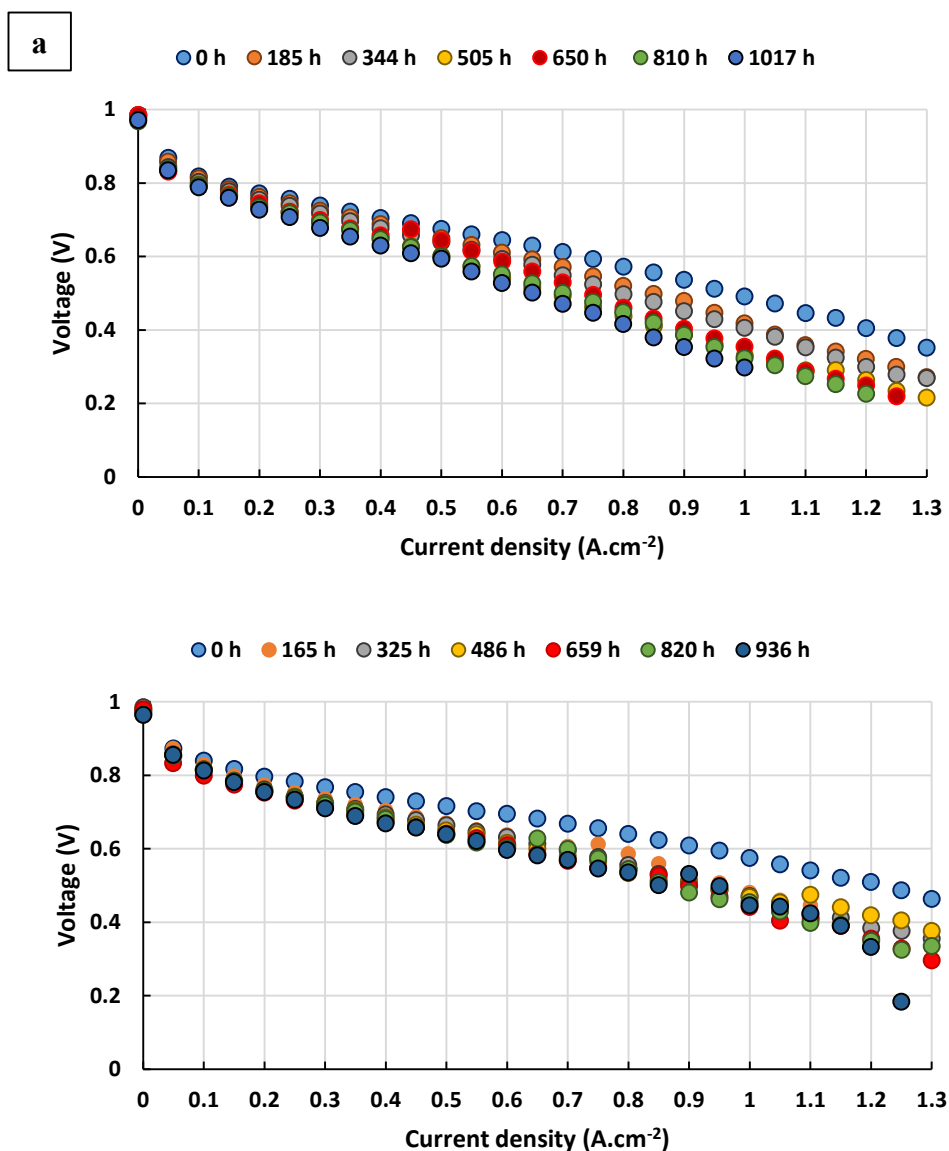 a
0 h 185 h 344 h 505 h 650 h 810 h 1017 h
1
0.8
0.6
0.4
0.2
0
Voltage (V)
0 0.1 0.2 0.3 0.4 0.5 0.6 0.7 0.8 0.9 1 1.1 1.2 1.3
Current density (A.cm⁻²)
0 h 165 h 325 h 486 h 659 h 820 h 936 h
1
0.8
0.6
0.4
0.2
0
Voltage (V)
0 0.1 0.2 0.3 0.4 0.5 0.6 0.7 0.8 0.9 1 1.1 1.2 1.3
Current density (A.cm⁻²)